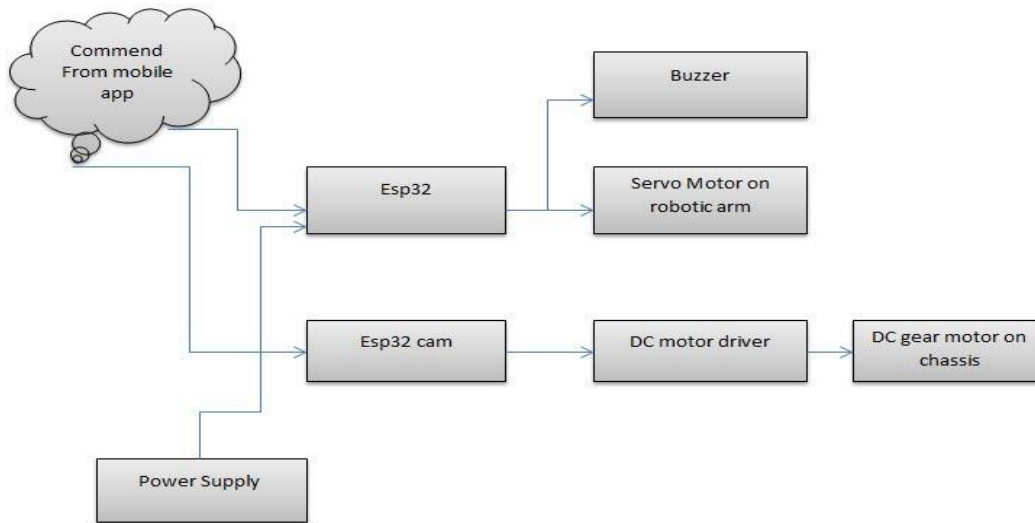 Commend
From mobile
app
Buzzer
Esp32
Servo Motor on
robotic arm
Esp32 cam
DC motor driver
DC gear motor on
chassis
Power Supply